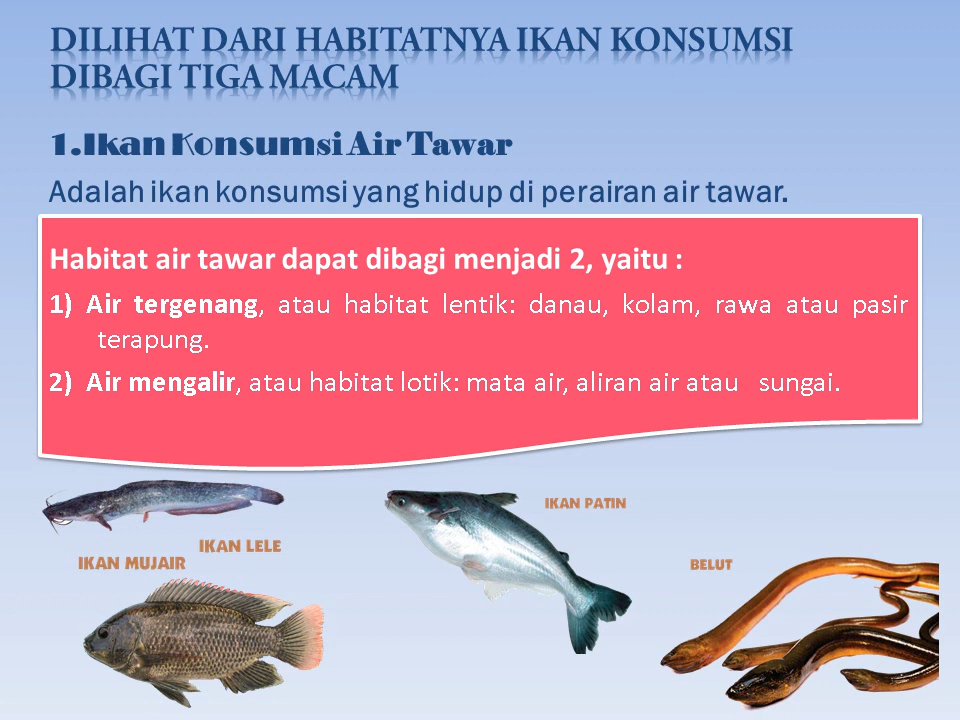 DILIHAT DARI HABITATNYA IKAN KONSUMSI
DIBAGI TIGA MACAM
1.Ikan Konsumsi Air Tawar
Adalah ikan konsumsi yang hidup di perairan air tawar.
Habitat air tawar dapat dibagi menjadi 2, yaitu :
1) Air tergenang, atau habitat lentik: danau, kolam, rawa atau pasir
terapung.
2) Air mengalir, atau habitat lotik: mata air, aliran air atau sungai.
IKAN PATIN
IKAN LELE
IKAN MUJAIR
BELUT